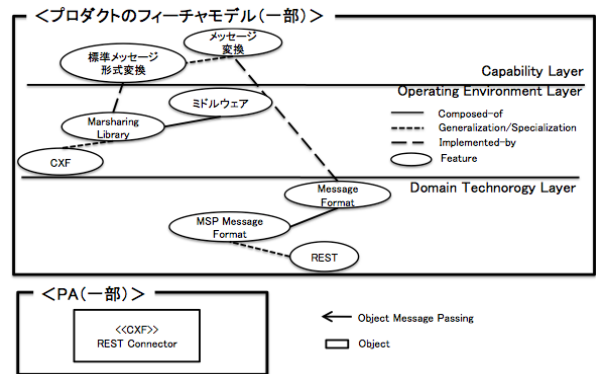 ＜プロダクトのフィーチャモデル(一部)＞
メッセージ
変換
標準メッセージ
形式変換
Capability Layer
Operating Environment Layer
ミドルウェア
Marsharing
Library
CXF
Composed-of
Generalization/Specialization
Implemented-by
Feature
Domain Technorogy Layer
Message
Format
MSP Message
Format
REST
＜PA(一部)＞
<<CXF>>
REST Connector
Object Message Passing
Object